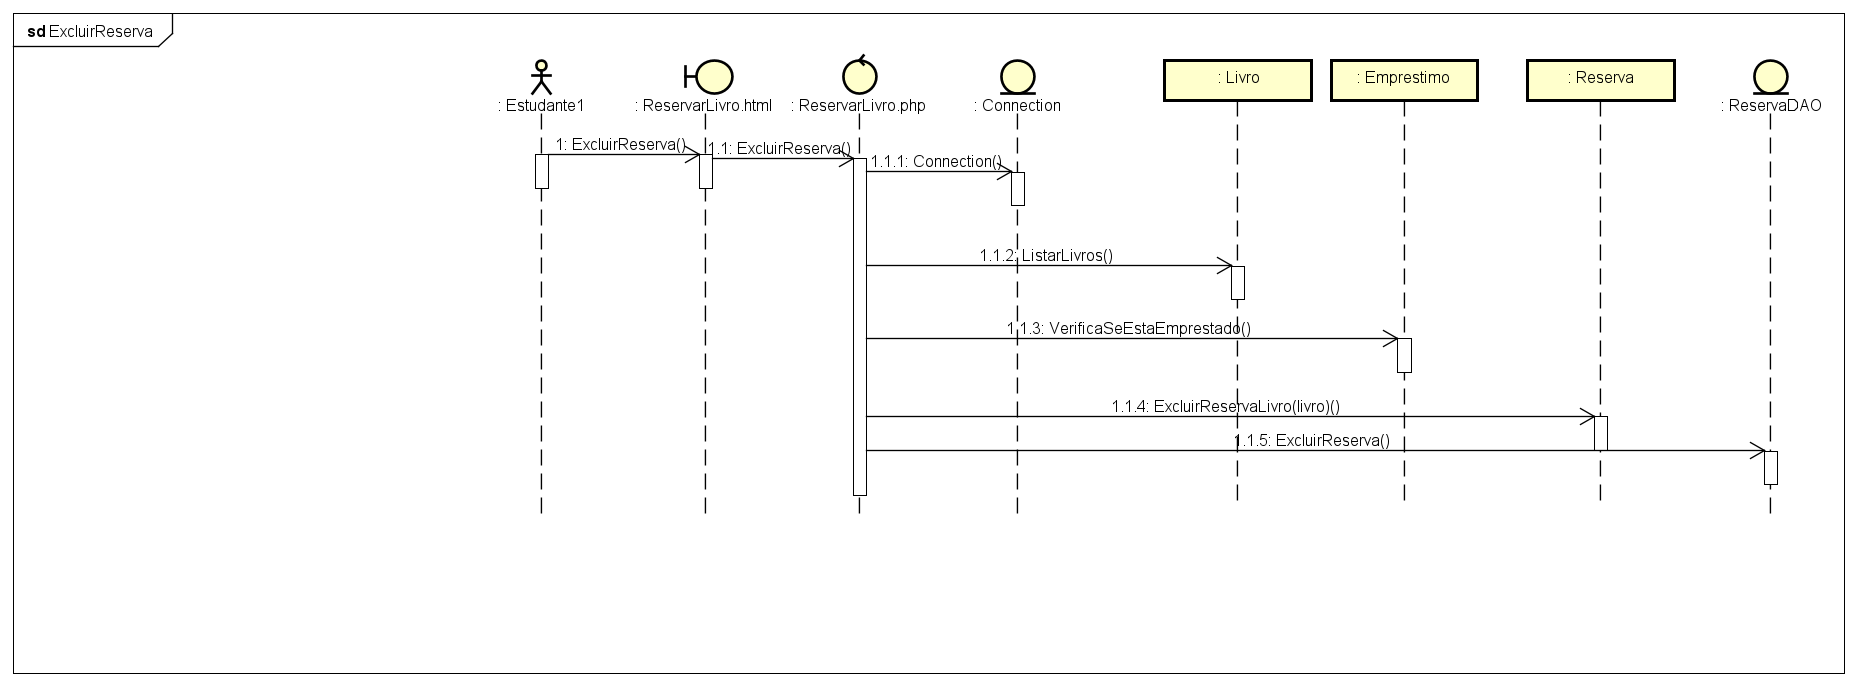 sd ExcluirReserva
: Estudante1
: ReservarLivro.html
: ReservarLivro.php
: Connection
: Livro
: Emprestimo
: Reserva
: ReservaDAO
1: ExcluirReserva()
1.1: ExcluirReserva()
1.1.1: Connection()
1.1.2: ListarLivros()
1.1.3: VerificaSeEstaEmprestado()
1.1.4: ExcluirReservaLivro(livro)()
1.1.5: ExcluirReserva()